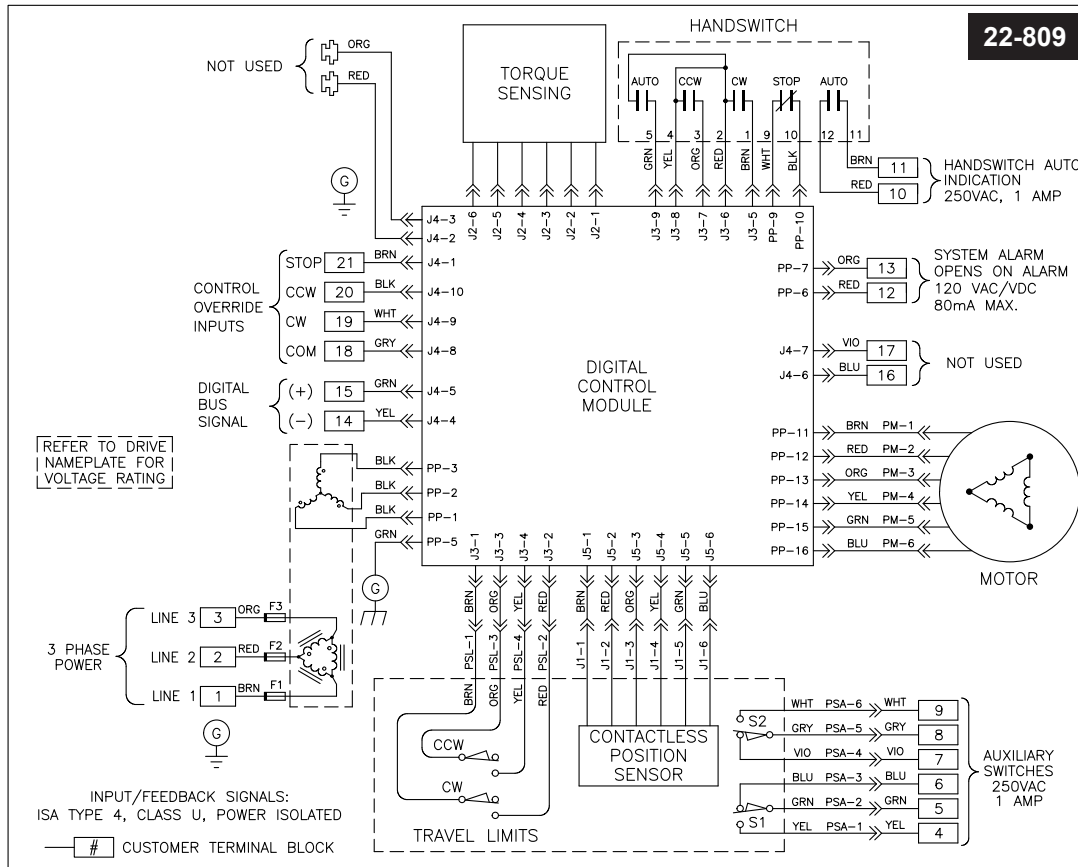 22-809
HANDSWITCH
NOT USED
ORG
RED
TORQUE
SENSING
AUTO
CCW
CW
STOP
AUTO
5
4
3
2
1
9
10
12
11
GRN
YEL
ORG
RED
BRN
WHT
BLK
BRN
11
RED
10
HANDSWITCH AUTO
INDICATION
250VAC, 1 AMP
G
J4-3
J4-2
J2-6
J2-5
J2-4
J2-3
J2-2
J2-1
J3-9
J3-8
J3-7
J3-6
J3-5
PP-9
PP-10
CONTROL
OVERRIDE
INPUTS
STOP 21 BRN J4-1
CCW 20 BLK J4-10
CW 19 WHT J4-9
COM 18 GRY J4-8
DIGITAL
BUS
SIGNAL
(+) 15 GRN J4-5
(-) 14 YEL J4-4
PP-7 ORG 13
PP-6 RED 12
SYSTEM ALARM
OPENS ON ALARM
120 VAC/VDC
80mA MAX.
J4-7 VIO 17
J4-6 BLU 16
NOT USED
DIGITAL
CONTROL
MODULE
REFER TO DRIVE
NAMEPLATE FOR
VOLTAGE RATING
BLK PP-3
BLK PP-2
BLK PP-1
GRN PP-5
PP-11 BRN PM-1
PP-12 RED PM-2
PP-13 ORG PM-3
PP-14 YEL PM-4
PP-15 GRN PM-5
PP-16 BLU PM-6
MOTOR
G
J3-1
J3-3
J3-4
J3-2
J5-1
J5-2
J5-3
J5-4
J5-5
J5-6
BRN
ORG
YEL
RED
BRN
RED
ORG
YEL
GRN
BLU
PSL-1
PSL-3
PSL-4
PSL-2
J1-1
J1-2
J1-3
J1-4
J1-5
J1-6
BRN
ORG
YEL
RED
3 PHASE
POWER
LINE 3 3 ORG F3
LINE 2 2 RED F2
LINE 1 1 BRN F1
G
CCW
CW
TRAVEL LIMITS
CONTACTLESS
POSITION
SENSOR
S2
S1
WHT PSA-6 WHT 9
GRY PSA-5 GRY 8
VIO PSA-4 VIO 7
BLU PSA-3 BLU 6
GRN PSA-2 GRN 5
YEL PSA-1 YEL 4
AUXILIARY
SWITCHES
250VAC
1 AMP
INPUT/FEEDBACK SIGNALS:
ISA TYPE 4, CLASS U, POWER ISOLATED
# CUSTOMER TERMINAL BLOCK